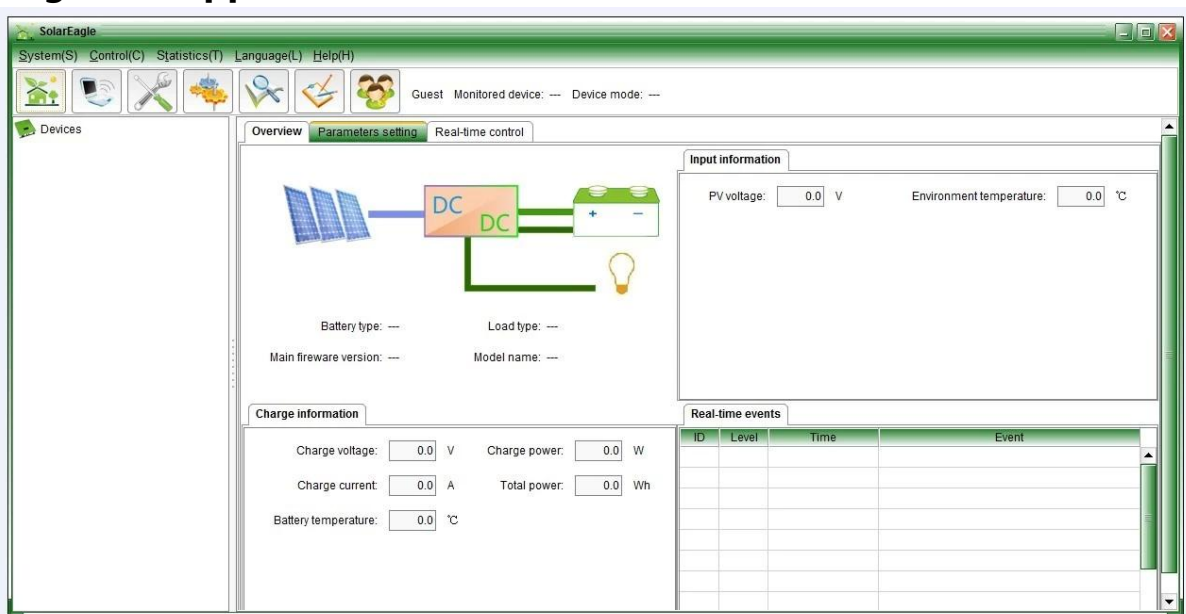 SolarEagle
System(S) Control(C) Statistics(T) Language(L) Help(H)
Guest Monitored device: --- Device mode: ---
Devices
Overview Parameters setting Real-time control
DC
DC
+ −
Battery type: --- Load type: ---
Main fireware version: --- Model name: ---
Input information
PV voltage: 0.0 V Environment temperature: 0.0 ℃
Charge information
Charge voltage: 0.0 V Charge power: 0.0 W
Charge current: 0.0 A Total power: 0.0 Wh
Battery temperature: 0.0 ℃
Real-time events
ID Level Time Event